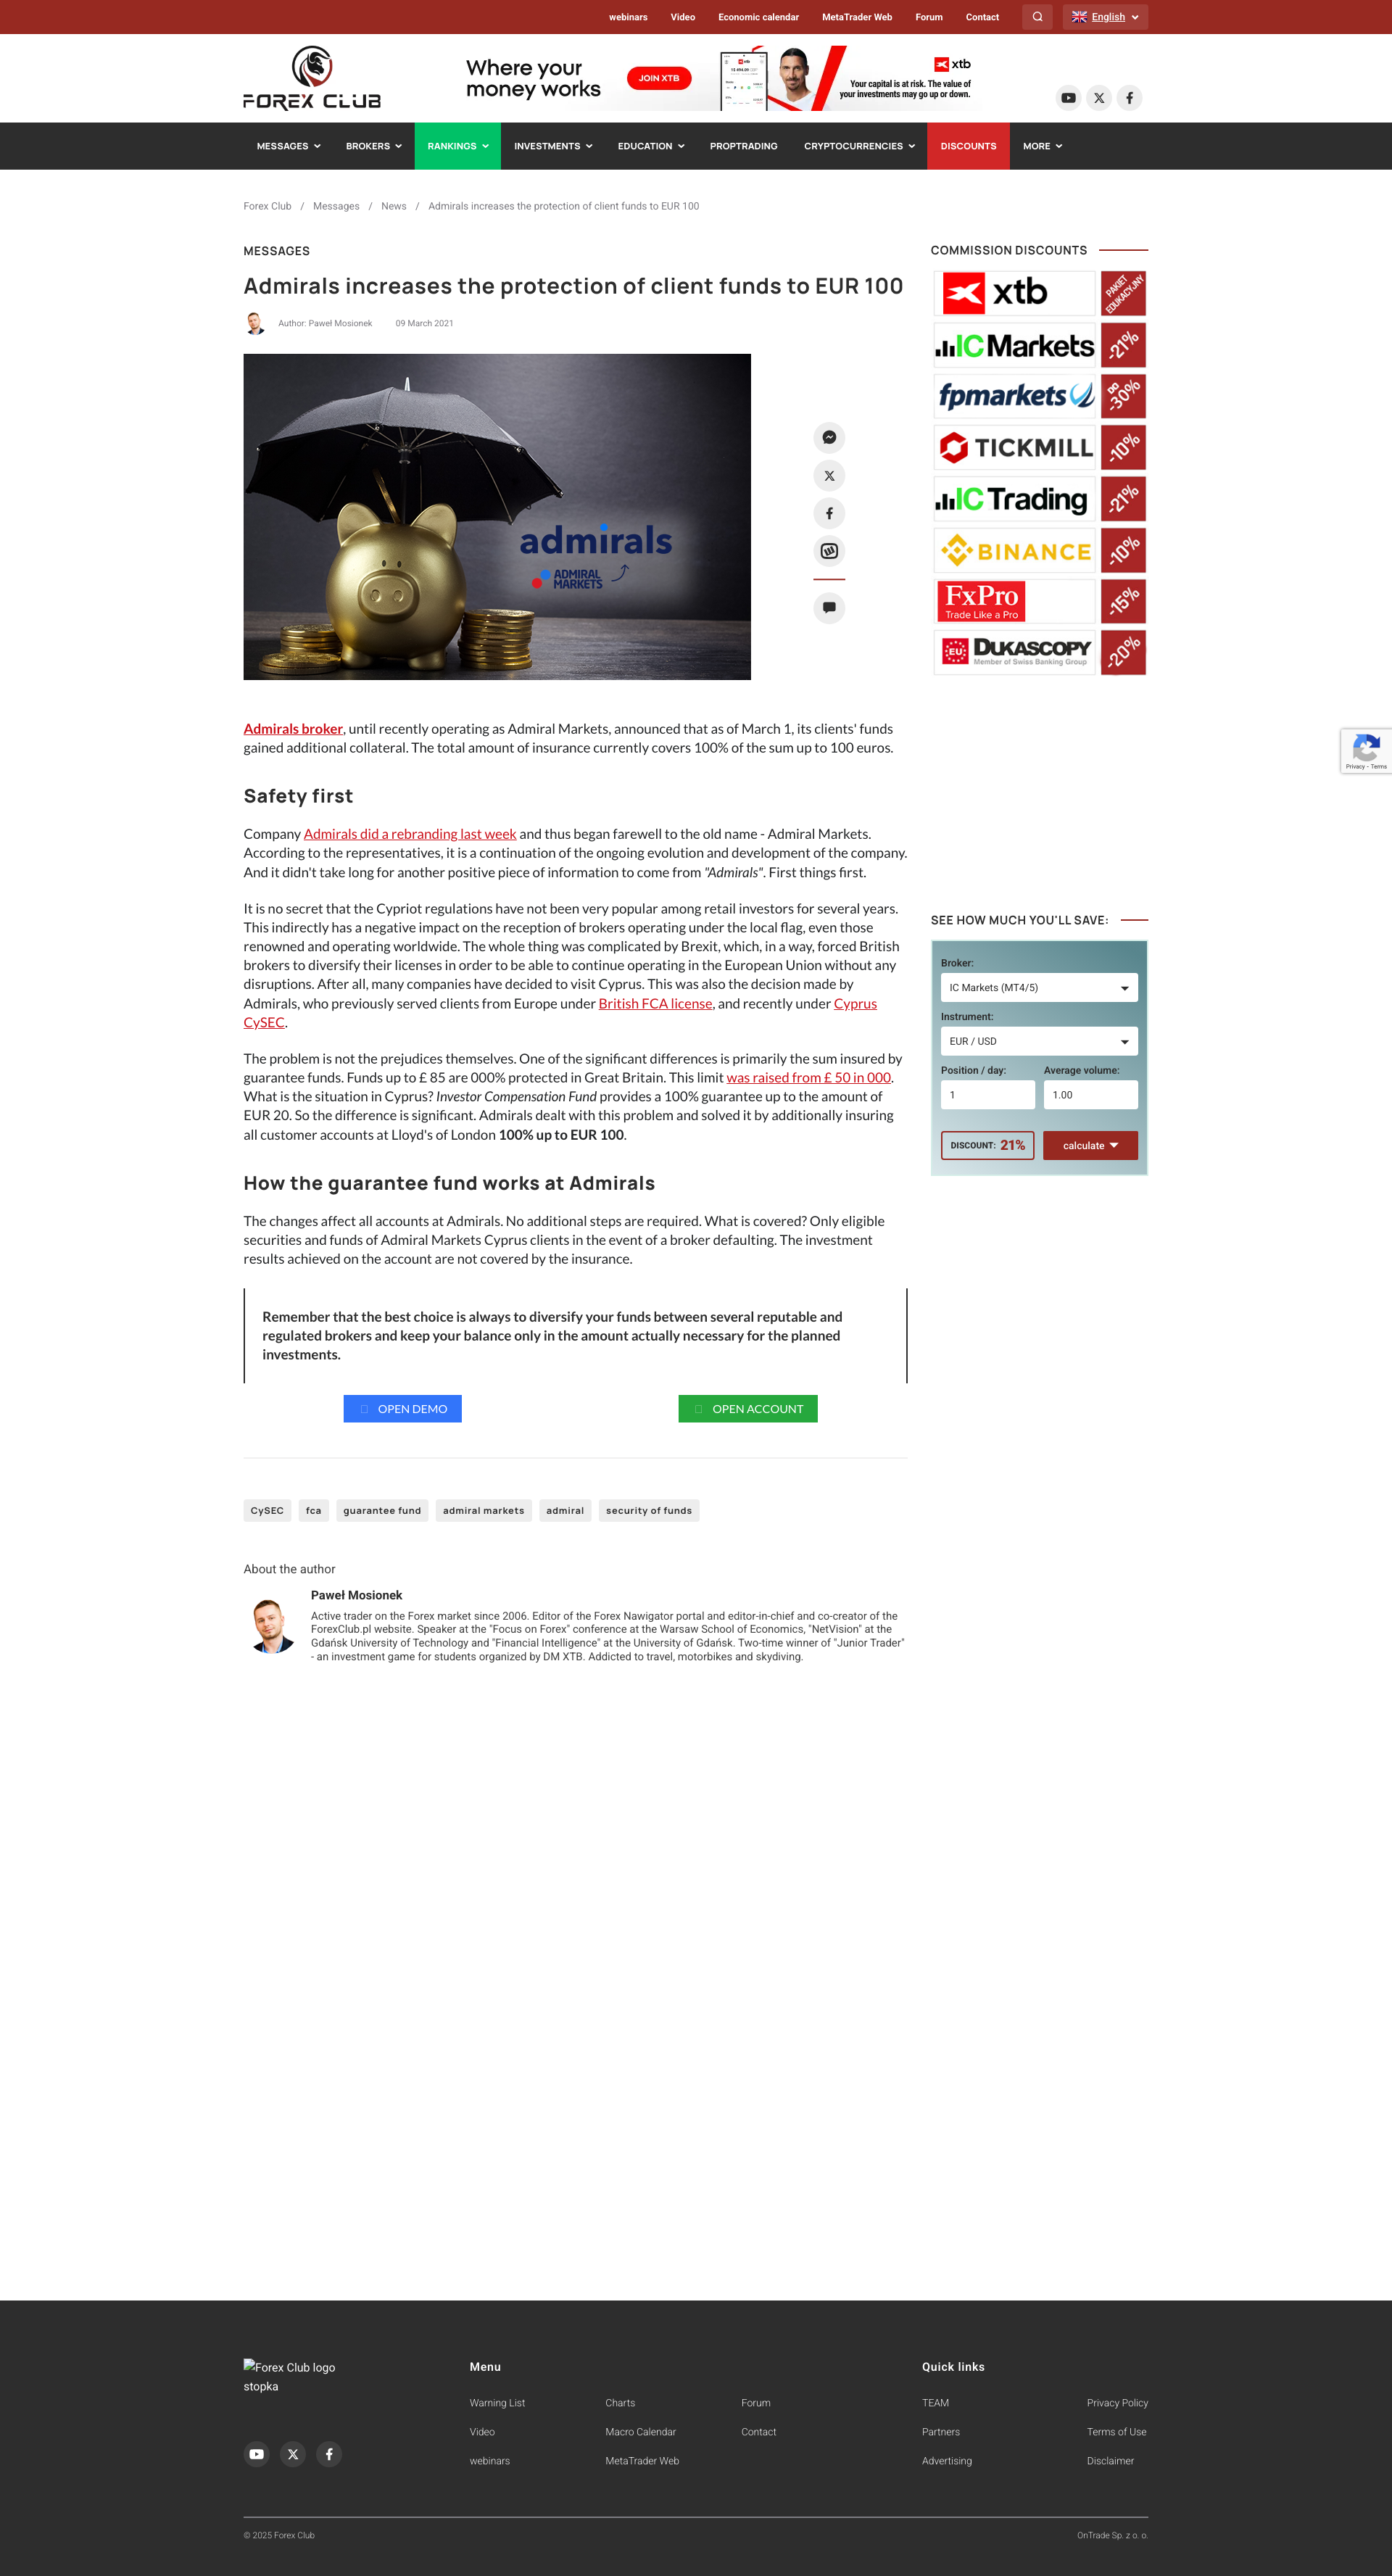 webinars Video Economic calendar MetaTrader Web Forum Contact English
FOREX CLUB
Where your
money works
JOIN XTB
xtb
Your capital is at risk. The value of
your investments may go up or down.
MESSAGES BROKERS RANKINGS INVESTMENTS EDUCATION PROPTRADING CRYPTOCURRENCIES DISCOUNTS MORE
Forex Club / Messages / News / Admirals increases the protection of client funds to EUR 100
MESSAGES
Admirals increases the protection of client funds to EUR 100
Author: Paweł Mosionek 09 March 2021
admirals
ADMIRAL
MARKETS
Admirals broker, until recently operating as Admiral Markets, announced that as of March 1, its clients' funds
gained additional collateral. The total amount of insurance currently covers 100% of the sum up to 100 euros.
Safety first
Company Admirals did a rebranding last week and thus began farewell to the old name - Admiral Markets.
According to the representatives, it is a continuation of the ongoing evolution and development of the company.
And it didn't take long for another positive piece of information to come from "Admirals". First things first.
It is no secret that the Cypriot regulations have not been very popular among retail investors for several years.
This indirectly has a negative impact on the reception of brokers operating under the local flag, even those
renowned and operating worldwide. The whole thing was complicated by Brexit, which, in a way, forced British
brokers to diversify their licenses in order to be able to continue operating in the European Union without any
disruptions. After all, many companies have decided to visit Cyprus. This was also the decision made by
Admirals, who previously served clients from Europe under British FCA license, and recently under Cyprus
CySEC.
The problem is not the prejudices themselves. One of the significant differences is primarily the sum insured by
guarantee funds. Funds up to £ 85 are 000% protected in Great Britain. This limit was raised from £ 50 in 000.
What is the situation in Cyprus? Investor Compensation Fund provides a 100% guarantee up to the amount of
EUR 20. So the difference is significant. Admirals dealt with this problem and solved it by additionally insuring
all customer accounts at Lloyd's of London 100% up to EUR 100.
How the guarantee fund works at Admirals
The changes affect all accounts at Admirals. No additional steps are required. What is covered? Only eligible
securities and funds of Admiral Markets Cyprus clients in the event of a broker defaulting. The investment
results achieved on the account are not covered by the insurance.
Remember that the best choice is always to diversify your funds between several reputable and
regulated brokers and keep your balance only in the amount actually necessary for the planned
investments.
OPEN DEMO OPEN ACCOUNT
CySEC fca guarantee fund admiral markets admiral security of funds
About the author
Paweł Mosionek
Active trader on the Forex market since 2006. Editor of the Forex Nawigator portal and editor-in-chief and co-creator of the
ForexClub.pl website. Speaker at the "Focus on Forex" conference at the Warsaw School of Economics, "NetVision" at the
Gdańsk University of Technology and "Financial Intelligence" at the University of Gdańsk. Two-time winner of "Junior Trader"
- an investment game for students organized by DM XTB. Addicted to travel, motorbikes and skydiving.
COMMISSION DISCOUNTS
xtb PAKIET EDUKACYJNY
IC Markets -21%
fpmarkets DO -30%
TICKMILL -10%
IC Trading -21%
BINANCE -10%
FxPro Trade Like a Pro -15%
EU DUKASCOPY Member of Swiss Banking Group -20%
Privacy - Terms
SEE HOW MUCH YOU'LL SAVE:
Broker:
IC Markets (MT4/5)
Instrument:
EUR / USD
Position / day: Average volume:
1 1.00
DISCOUNT: 21% calculate
Forex Club logo
stopka
Menu
Warning List Charts Forum
Video Macro Calendar Contact
webinars MetaTrader Web
Quick links
TEAM Privacy Policy
Partners Terms of Use
Advertising Disclaimer
© 2025 Forex Club OnTrade Sp. z o. o.